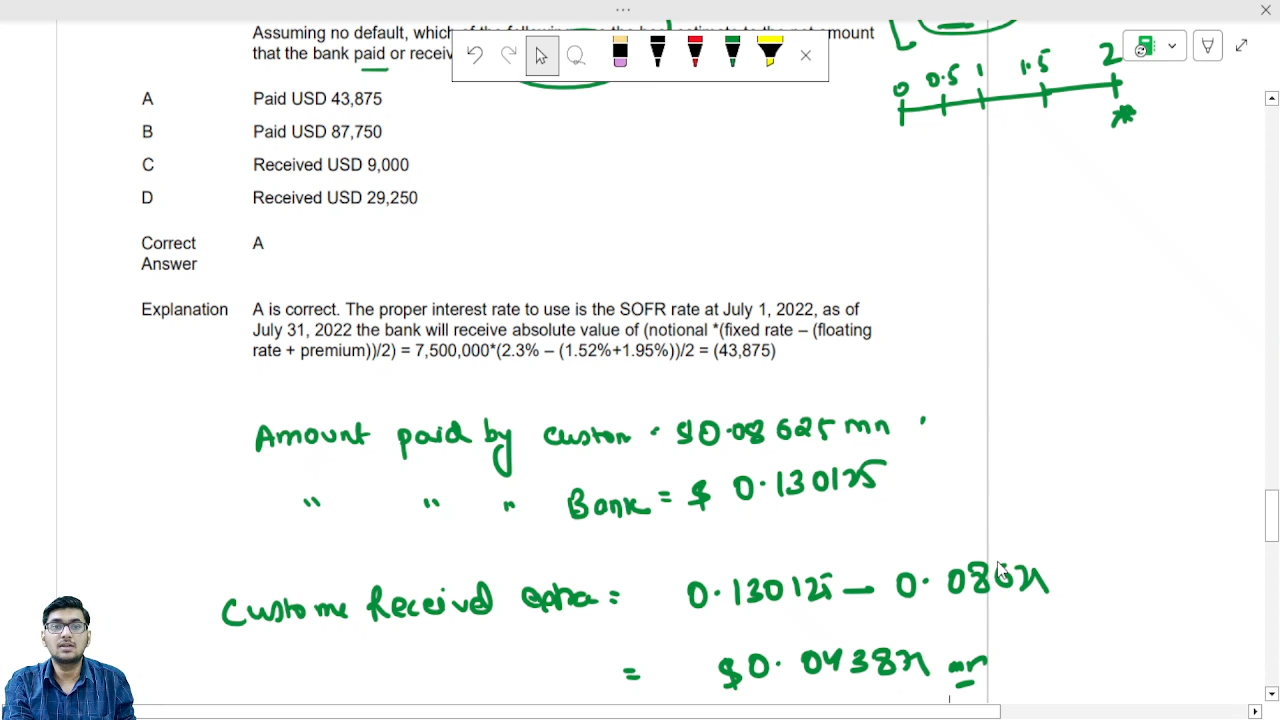 Assuming no default, which of the following
amount
that the bank paid or receiv
A Paid USD 43,875
B Paid USD 87,750
C Received USD 9,000
D Received USD 29,250
Correct A
Answer
Explanation A is correct. The proper interest rate to use is the SOFR rate at July 1, 2022, as of
July 31, 2022 the bank will receive absolute value of (notional *(fixed rate – (floating
rate + premium))/2) = 7,500,000*(2.3% – (1.52%+1.95%))/2 = (43,875)
0 0.5 1 1.5 2
Amount paid by custom $0.08625 mn
" " " Bank = $ 0.130125
Custome Received extra = 0.130125 - 0.08625
= $0.043875 mn